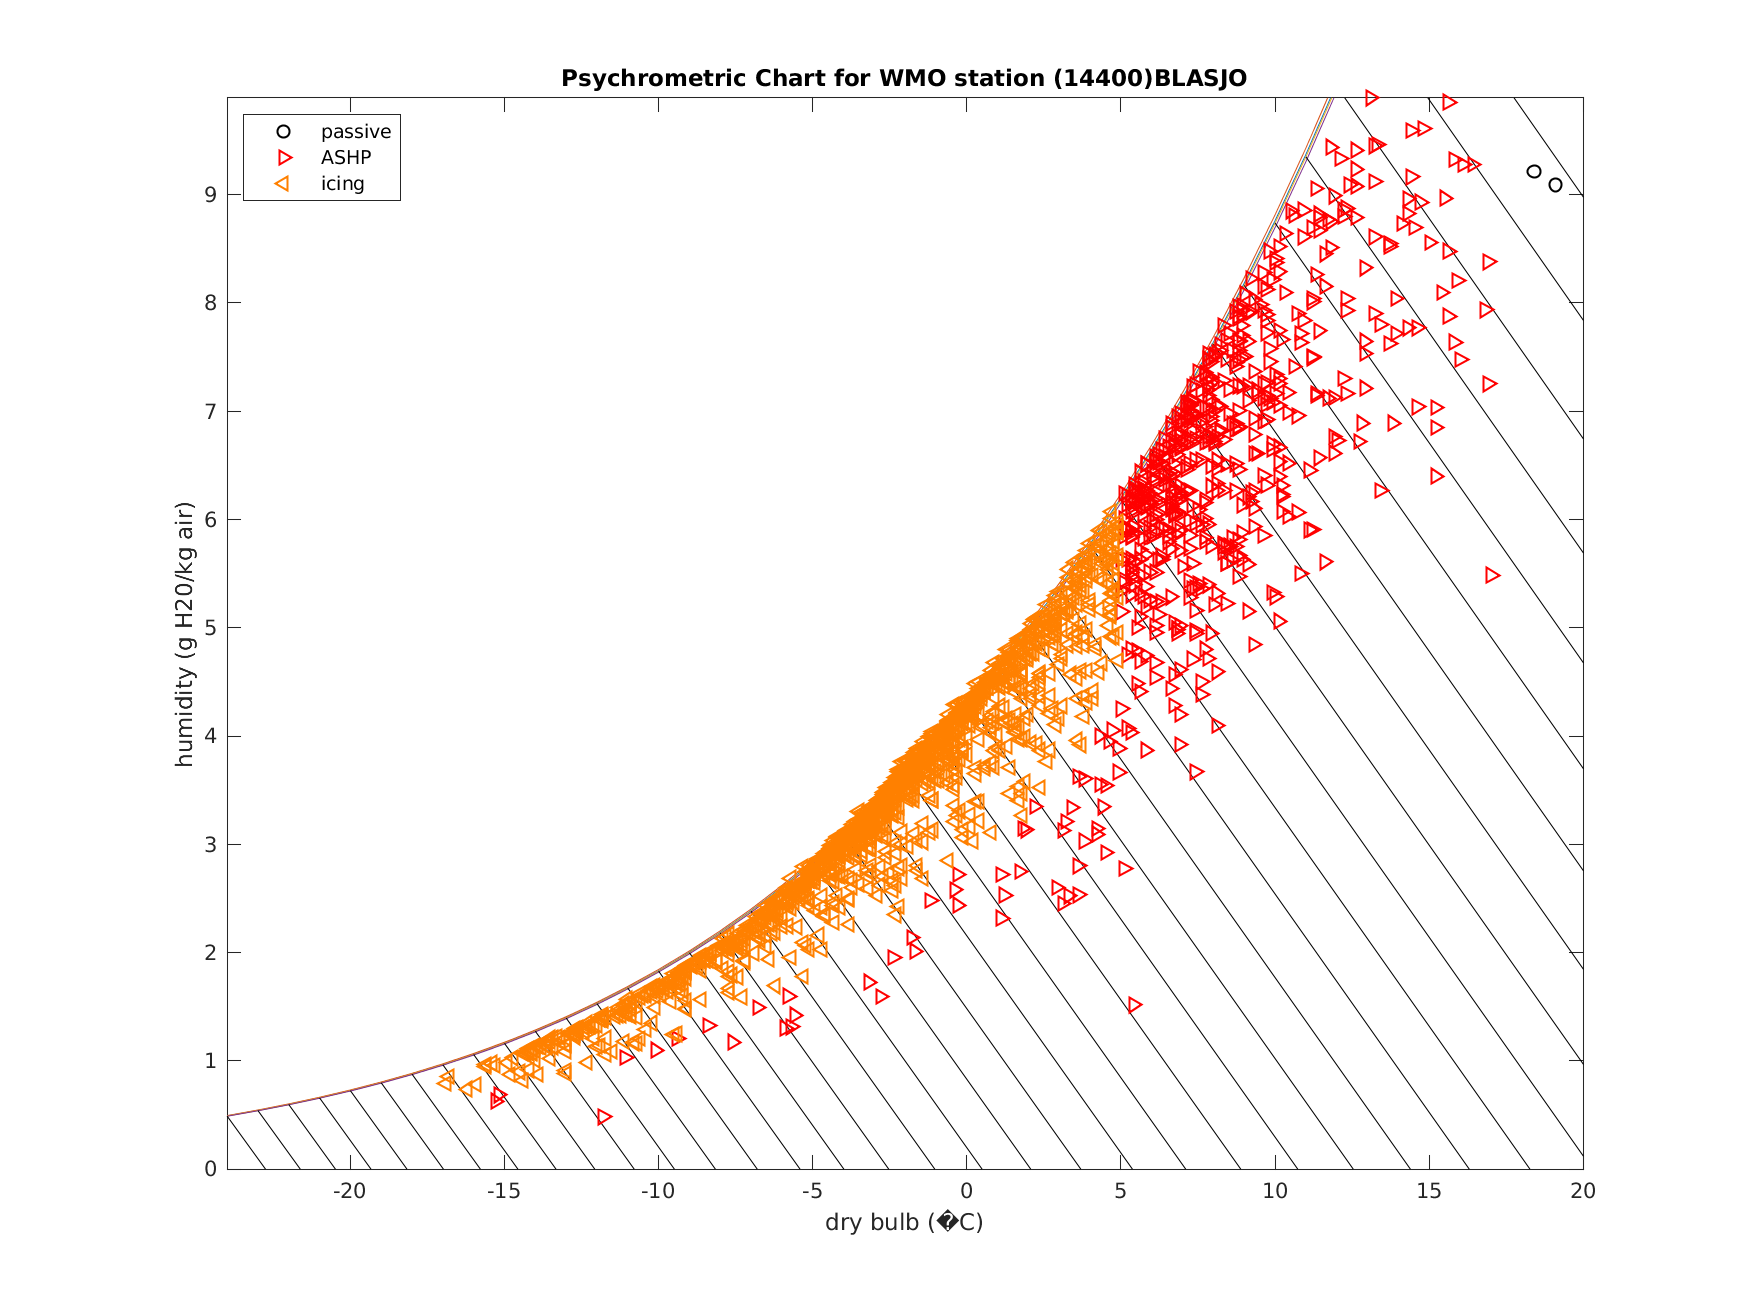 Psychrometric Chart for WMO station (14400)BLASJO
passive
ASHP
icing
humidity (g H20/kg air)
9
8
7
6
5
4
3
2
1
0
-20 -15 -10 -5 0 5 10 15 20
dry bulb (�C)